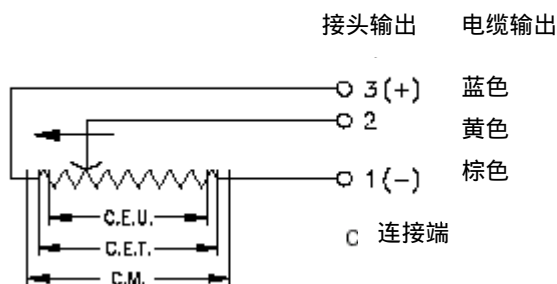 接头输出 电缆输出
3(+) 蓝色
2 黄色
1(-) 棕色
C.E.U.
C 连接端
C.E.T.
C.M.